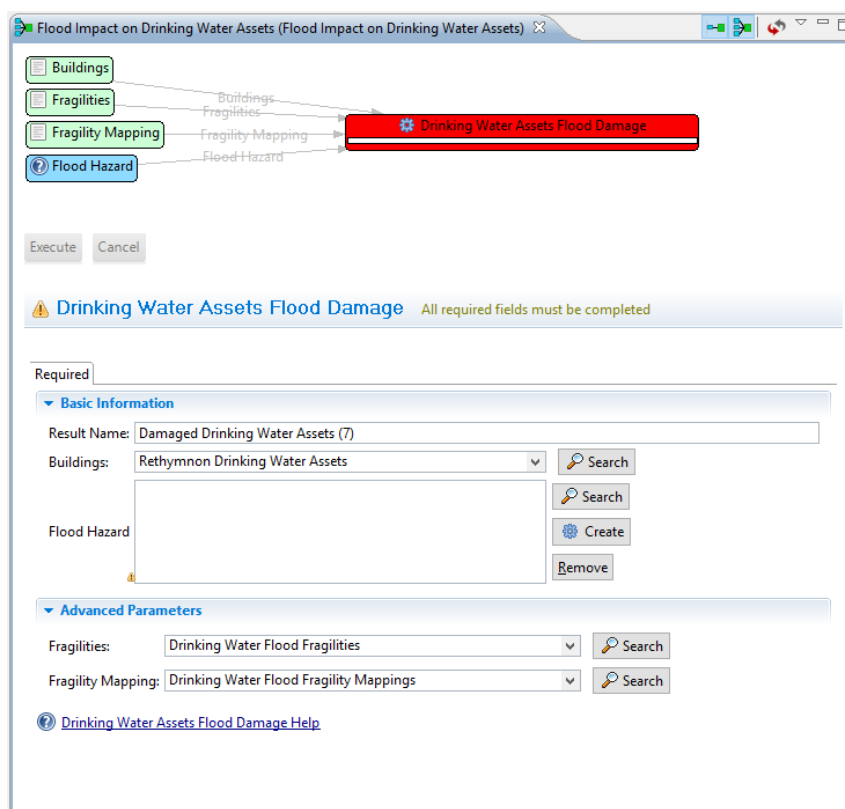 Flood Impact on Drinking Water Assets (Flood Impact on Drinking Water Assets)
Buildings
Fragilities
Fragility Mapping
Flood Hazard
Buildings
Fragilities
Fragility Mapping
Flood Hazard
Drinking Water Assets Flood Damage
Execute Cancel
Drinking Water Assets Flood Damage All required fields must be completed
Required
Basic Information
Result Name: Damaged Drinking Water Assets (7)
Buildings: Rethymnon Drinking Water Assets Search
Search
Flood Hazard Create
Remove
Advanced Parameters
Fragilities: Drinking Water Flood Fragilities Search
Fragility Mapping: Drinking Water Flood Fragility Mappings Search
Drinking Water Assets Flood Damage Help